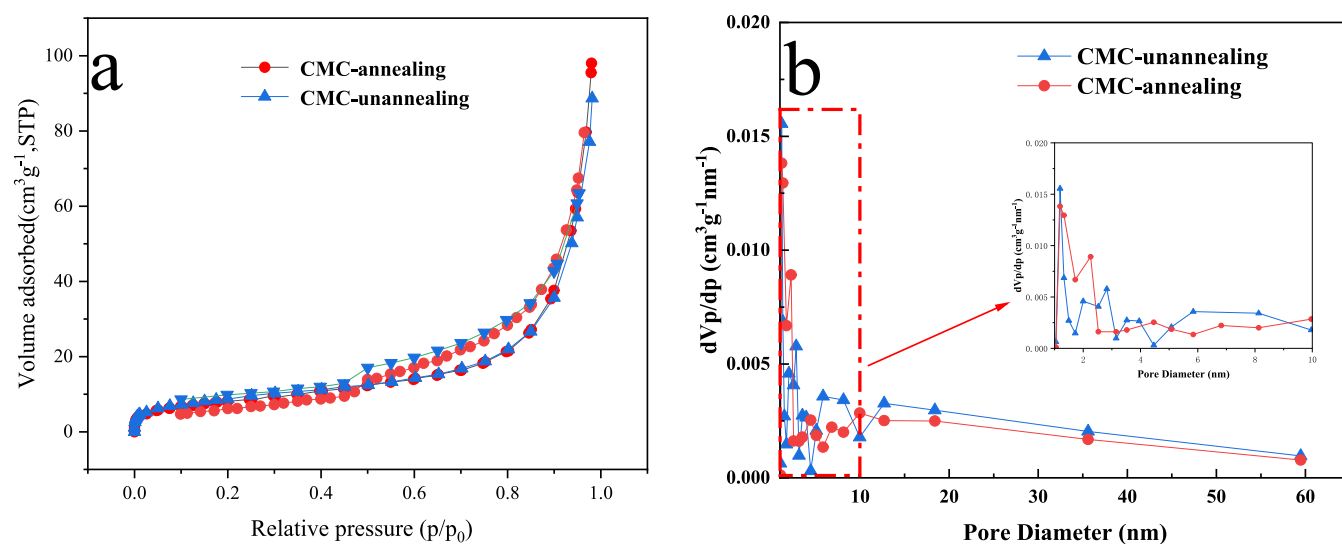 a
CMC-annealing
CMC-unannealing
Volume adsorbed(cm³g⁻¹,STP)
100
80
60
40
20
0
0.0 0.2 0.4 0.6 0.8 1.0
Relative pressure (p/p₀)
b
CMC-unannealing
CMC-annealing
dVp/dp (cm³g⁻¹nm⁻¹)
0.020
0.015
0.010
0.005
0.000
10 20 30 40 50 60
Pore Diameter (nm)
dVp/dp (cm³g⁻¹nm⁻¹)
0.020
0.015
0.010
0.005
0.000
2 4 6 8 10
Pore Diameter (nm)